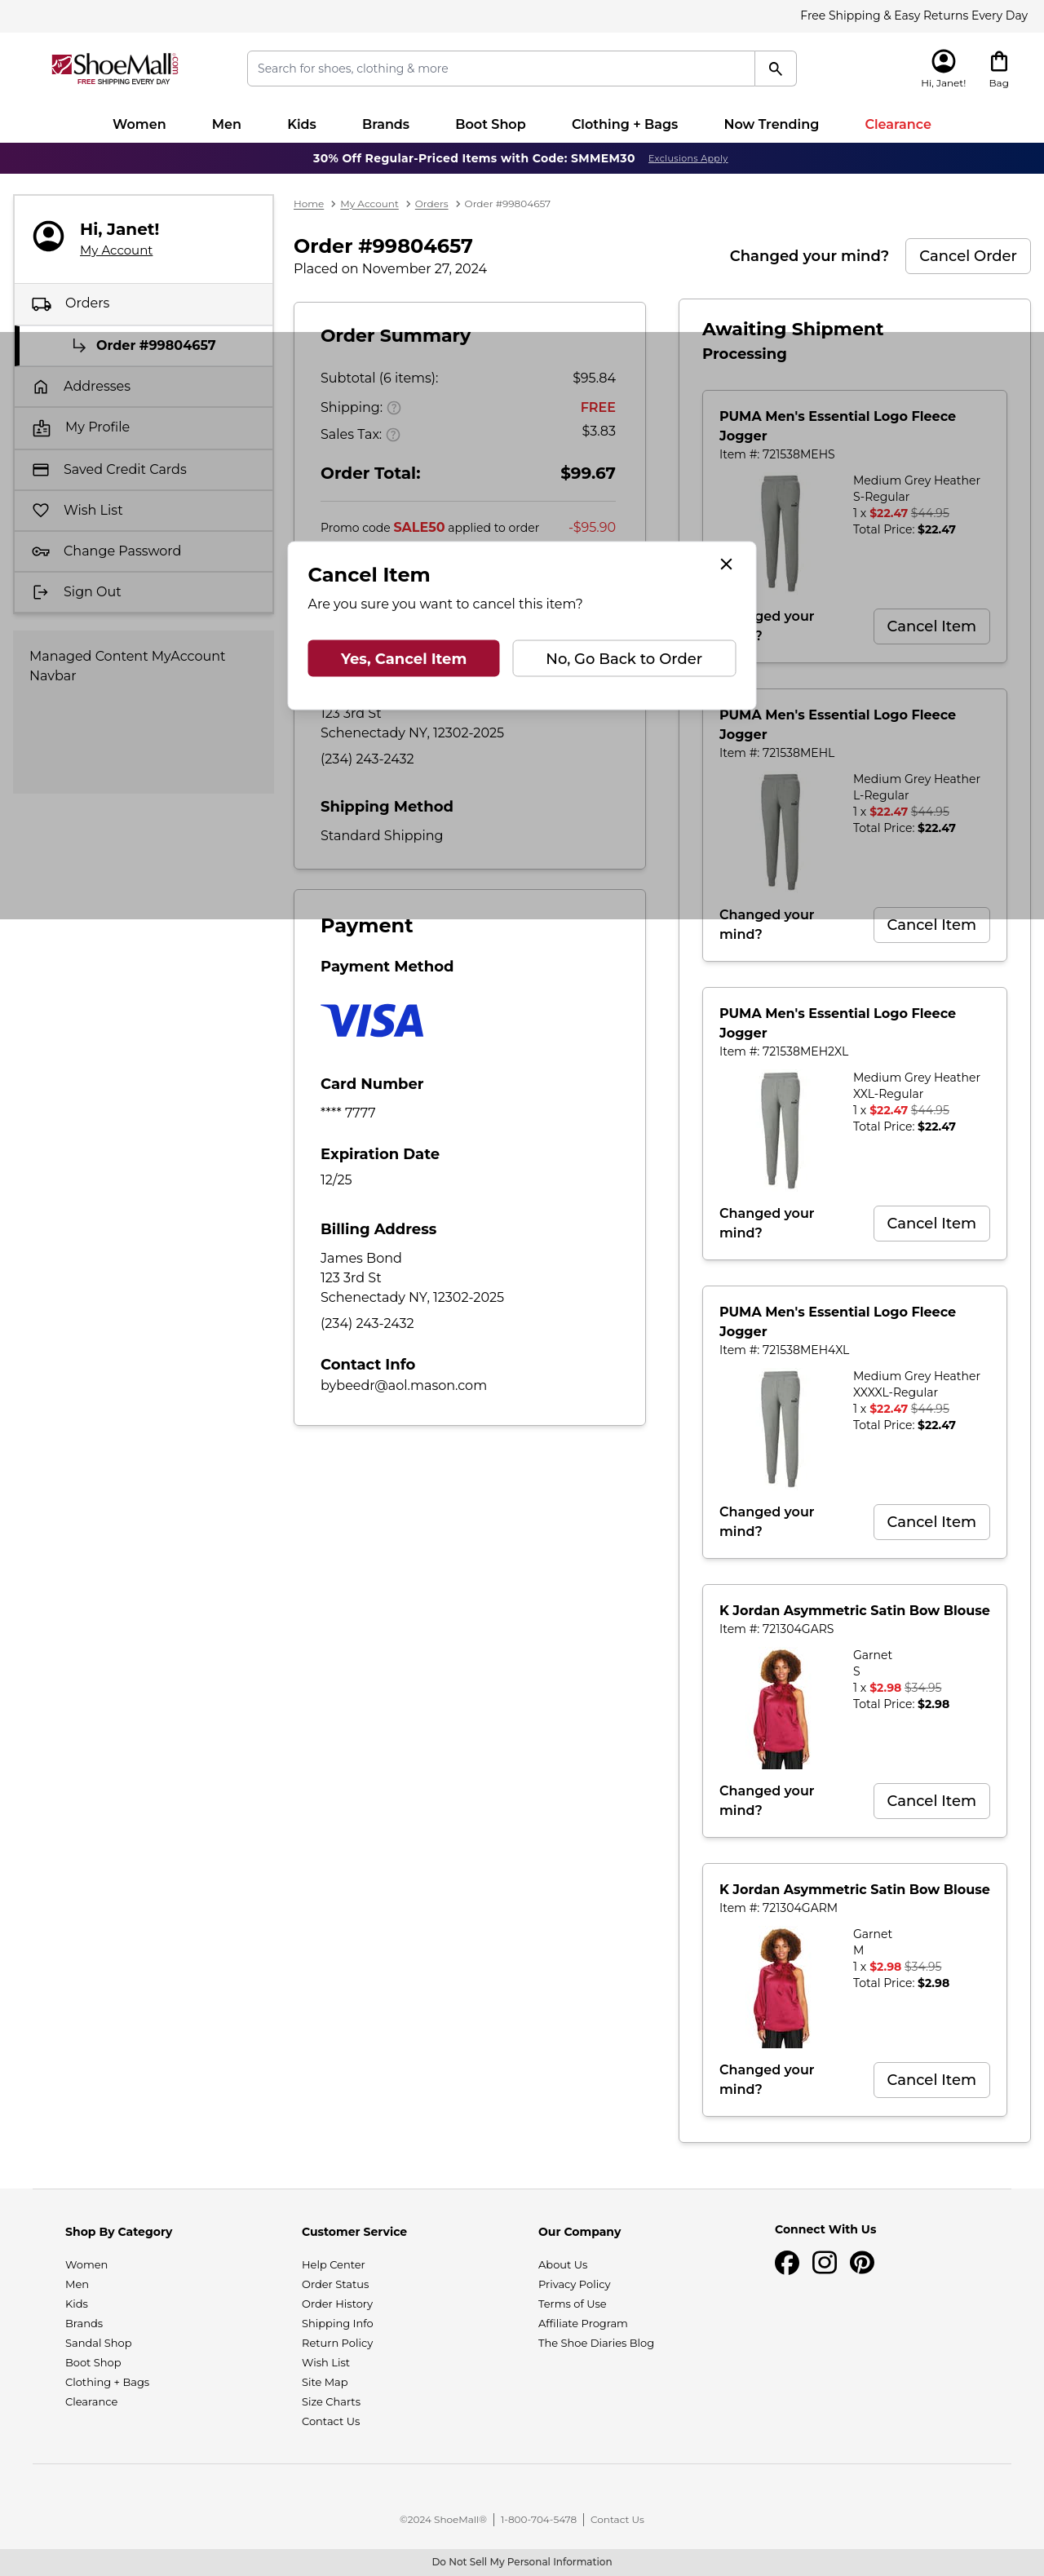 Free Shipping & Easy Returns Every Day
ShoeMall.com
FREE SHIPPING EVERY DAY
Search for shoes, clothing & more
Hi, Janet!
Bag
Women
Men
Kids
Brands
Boot Shop
Clothing + Bags
Now Trending
Clearance
30% Off Regular-Priced Items with Code: SMMEM30 Exclusions Apply
Hi, Janet!
My Account
Orders
Order #99804657
Addresses
My Profile
Saved Credit Cards
Wish List
Change Password
Sign Out
Managed Content MyAccount
Navbar
Home > My Account > Orders > Order #99804657
Order #99804657
Placed on November 27, 2024
Changed your mind?
Cancel Order
Order Summary
Subtotal (6 items): $95.84
Shipping: FREE
Sales Tax: $3.83
Order Total: $99.67
Promo code SALE50 applied to order -$95.90
Cancel Item
Are you sure you want to cancel this item?
Yes, Cancel Item
No, Go Back to Order
123 3rd St
Schenectady NY, 12302-2025
(234) 243-2432
Shipping Method
Standard Shipping
Payment
Payment Method
VISA
Card Number
**** 7777
Expiration Date
12/25
Billing Address
James Bond
123 3rd St
Schenectady NY, 12302-2025
(234) 243-2432
Contact Info
bybeedr@aol.mason.com
Awaiting Shipment
Processing
PUMA Men's Essential Logo Fleece
Jogger
Item #: 721538MEHS
Medium Grey Heather
S-Regular
1 x $22.47 $44.95
Total Price: $22.47
your
Cancel Item
PUMA Men's Essential Logo Fleece
Jogger
Item #: 721538MEHL
Medium Grey Heather
L-Regular
1 x $22.47 $44.95
Total Price: $22.47
Changed your
mind?
Cancel Item
PUMA Men's Essential Logo Fleece
Jogger
Item #: 721538MEH2XL
Medium Grey Heather
XXL-Regular
1 x $22.47 $44.95
Total Price: $22.47
Changed your
mind?
Cancel Item
PUMA Men's Essential Logo Fleece
Jogger
Item #: 721538MEH4XL
Medium Grey Heather
XXXXL-Regular
1 x $22.47 $44.95
Total Price: $22.47
Changed your
mind?
Cancel Item
K Jordan Asymmetric Satin Bow Blouse
Item #: 721304GARS
Garnet
S
1 x $2.98 $34.95
Total Price: $2.98
Changed your
mind?
Cancel Item
K Jordan Asymmetric Satin Bow Blouse
Item #: 721304GARM
Garnet
M
1 x $2.98 $34.95
Total Price: $2.98
Changed your
mind?
Cancel Item
Shop By Category
Women
Men
Kids
Brands
Sandal Shop
Boot Shop
Clothing + Bags
Clearance
Customer Service
Help Center
Order Status
Order History
Shipping Info
Return Policy
Wish List
Site Map
Size Charts
Contact Us
Our Company
About Us
Privacy Policy
Terms of Use
Affiliate Program
The Shoe Diaries Blog
Connect With Us
©2024 ShoeMall® | 1-800-704-5478 | Contact Us
Do Not Sell My Personal Information